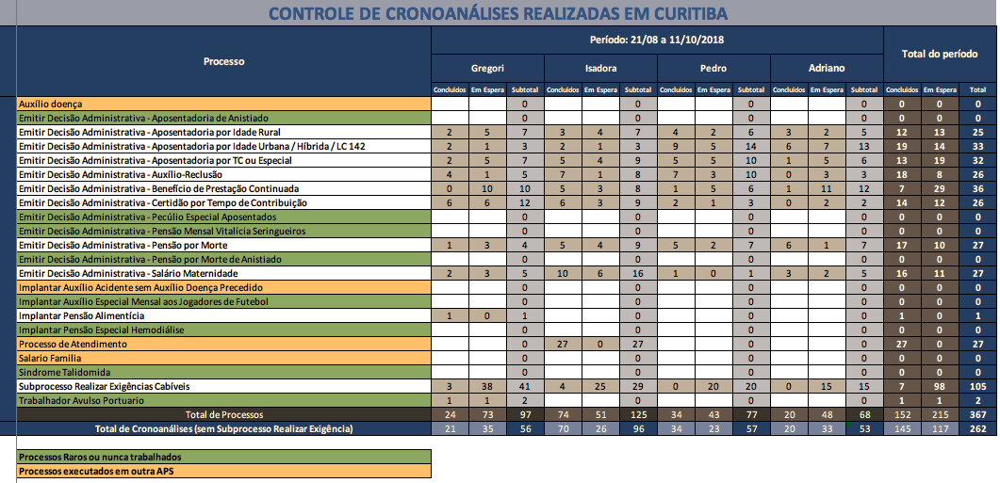 CONTROLE DE CRONOANÁLISES REALIZADAS EM CURITIBA
Processo Período: 21/08 a 11/10/2018 Total do período
Gregori Isadora Pedro Adriano
Concluídos Em Espera Subtotal Concluídos Em Espera Subtotal Concluídos Em Espera Subtotal Concluídos Em Espera Subtotal Concluídos Em Espera Total
Auxílio doença 0 0 0 0 0 0 0
Emitir Decisão Administrativa - Aposentadoria de Anistiado 0 0 0 0 0 0 0
Emitir Decisão Administrativa - Aposentadoria por Idade Rural 2 5 7 3 4 7 4 2 6 3 2 5 12 13 25
Emitir Decisão Administrativa - Aposentadoria por Idade Urbana / Híbrida / LC 142 2 1 3 2 1 3 9 5 14 6 7 13 19 14 33
Emitir Decisão Administrativa - Aposentadoria por TC ou Especial 2 5 7 5 4 9 5 5 10 1 5 6 13 19 32
Emitir Decisão Administrativa - Auxílio-Reclusão 4 1 5 7 1 8 7 3 10 0 3 3 18 8 26
Emitir Decisão Administrativa - Benefício de Prestação Continuada 0 10 10 5 3 8 1 5 6 1 11 12 7 29 36
Emitir Decisão Administrativa - Certidão por Tempo de Contribuição 6 6 12 6 3 9 2 1 3 0 2 2 14 12 26
Emitir Decisão Administrativa - Pecúlio Especial Aposentados 0 0 0 0 0 0 0
Emitir Decisão Administrativa - Pensão Mensal Vitalícia Seringueiros 0 0 0 0 0 0 0
Emitir Decisão Administrativa - Pensão por Morte 1 3 4 5 4 9 5 2 7 6 1 7 17 10 27
Emitir Decisão Administrativa - Pensão por Morte de Anistiado 0 0 0 0 0 0 0
Emitir Decisão Administrativa - Salário Maternidade 2 3 5 10 6 16 1 0 1 3 2 5 16 11 27
Implantar Auxílio Acidente sem Auxílio Doença Precedido 0 0 0 0 0 0 0
Implantar Auxílio Especial Mensal aos Jogadores de Futebol 0 0 0 0 0 0 0
Implantar Pensão Alimentícia 1 0 1 0 0 0 1 0 1
Implantar Pensão Especial Hemodiálise 0 0 0 0 0 0 0
Processo de Atendimento 0 27 0 27 0 0 27 0 27
Salario Familia 0 0 0 0 0 0 0
Sindrome Talidomida 0 0 0 0 0 0 0
Subprocesso Realizar Exigências Cabíveis 3 38 41 4 25 29 0 20 20 0 15 15 7 98 105
Trabalhador Avulso Portuario 1 1 2 0 0 0 1 1 2
Total de Processos 24 73 97 74 51 125 34 43 77 20 48 68 152 215 367
Total de Cronoanálises (sem Subprocesso Realizar Exigência) 21 35 56 70 26 96 34 23 57 20 33 53 145 117 262
Processos Raros ou nunca trabalhados
Processos executados em outra APS